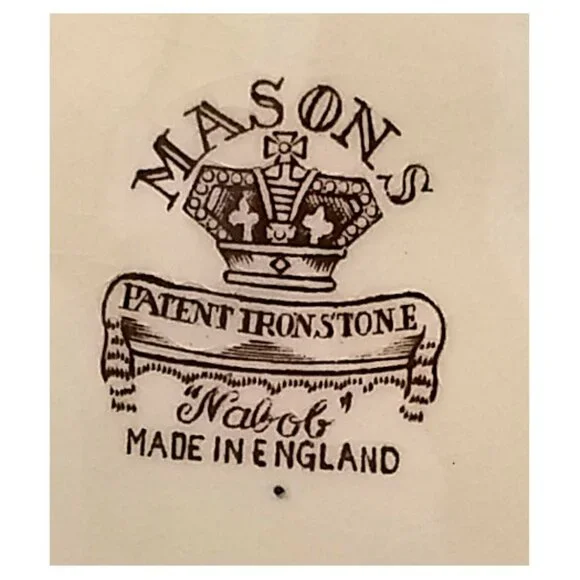 MASONS
PATENT IRONSTONE
"Nabob"
MADE IN ENGLAND